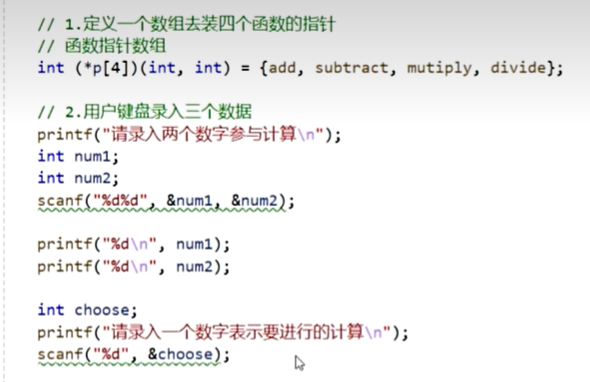 // 1.定义一个数组去装四个函数的指针
// 函数指针数组
int (*p[4])(int, int) = {add, subtract, mutiply, divide};
// 2.用户键盘录入三个数据
printf("请录入两个数字参与计算\n");
int num1;
int num2;
scanf("%d%d", &num1, &num2);
printf("%d\n", num1);
printf("%d\n", num2);
int choose;
printf("请录入一个数字表示要进行的计算\n");
scanf("%d", &choose);